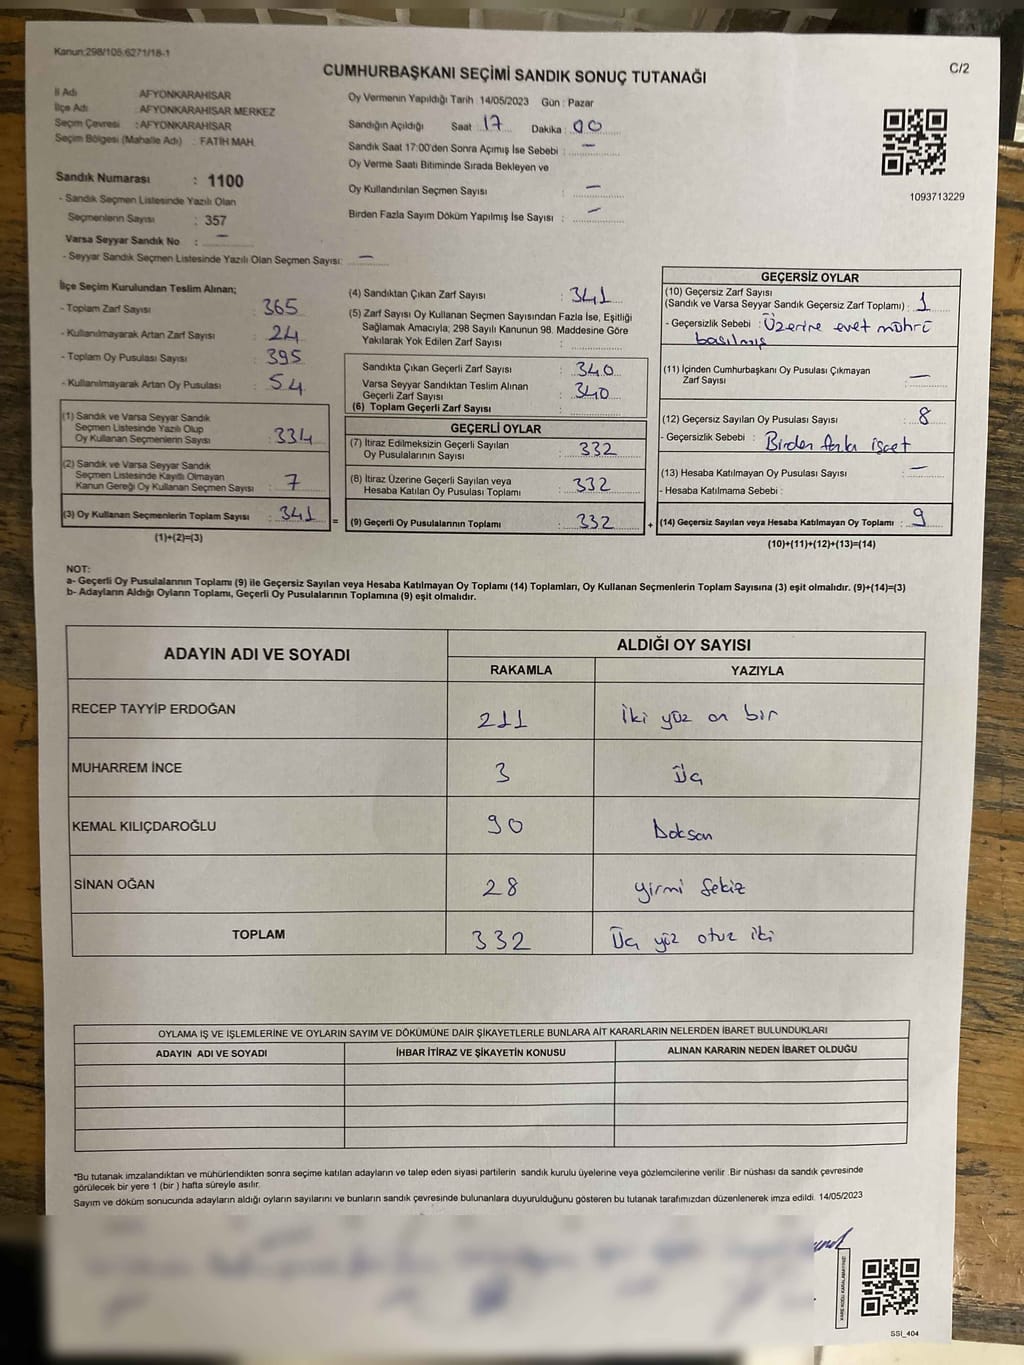 Kanun:298/105;6271/18-1
C/2
CUMHURBAŞKANI SEÇİMİ SANDIK SONUÇ TUTANAĞI
İl Adı AFYONKARAHİSAR
İlçe Adı : AFYONKARAHİSAR MERKEZ
Seçim Çevresi : AFYONKARAHİSAR
Seçim Bölgesi (Mahalle Adı) : FATİH MAH.
Sandık Numarası : 1100
- Sandık Seçmen Listesinde Yazılı Olan
Seçmenlerin Sayısı : 357
Varsa Seyyar Sandık No : -
- Seyyar Sandık Seçmen Listesinde Yazılı Olan Seçmen Sayısı: -
Oy Vermenin Yapıldığı Tarih :14/05/2023 Gün : Pazar
Sandığın Açıldığı Saat : 17 Dakika : 00
Sandık Saat 17:00'den Sonra Açımış İse Sebebi : -
Oy Verme Saati Bitiminde Sırada Bekleyen ve
Oy Kullandırılan Seçmen Sayısı : -
Birden Fazla Sayım Döküm Yapılmış İse Sayısı : -
1093713229
İlçe Seçim Kurulundan Teslim Alınan;
- Toplam Zarf Sayısı : 365
- Kullanılmayarak Artan Zarf Sayısı : 24
- Toplam Oy Pusulası Sayısı : 395
- Kullanılmayarak Artan Oy Pusulası : 54
(1) Sandık ve Varsa Seyyar Sandık
Seçmen Listesinde Yazılı Olup
Oy Kullanan Seçmenlerin Sayısı : 334
(2) Sandık ve Varsa Seyyar Sandık
Seçmen Listesinde Kayıtlı Olmayan
Kanun Gereği Oy Kullanan Seçmen Sayısı : 7
(3) Oy Kullanan Seçmenlerin Toplam Sayısı : 341
(1)+(2)=(3)
=
(4) Sandıktan Çıkan Zarf Sayısı : 341
(5) Zarf Sayısı Oy Kullanan Seçmen Sayısından Fazla İse, Eşitliği
Sağlamak Amacıyla; 298 Sayılı Kanunun 98. Maddesine Göre
Yakılarak Yok Edilen Zarf Sayısı :
Sandıkta Çıkan Geçerli Zarf Sayısı : 340
Varsa Seyyar Sandıktan Teslim Alınan
Geçerli Zarf Sayısı : 340
(6) Toplam Geçerli Zarf Sayısı :
GEÇERLİ OYLAR
(7) İtiraz Edilmeksizin Geçerli Sayılan
Oy Pusulalarının Sayısı : 332
(8) İtiraz Üzerine Geçerli Sayılan veya
Hesaba Katılan Oy Pusulası Toplamı : 332
(9) Geçerli Oy Pusulalarının Toplamı : 332
+
GEÇERSİZ OYLAR
(10) Geçersiz Zarf Sayısı
(Sandık ve Varsa Seyyar Sandık Geçersiz Zarf Toplamı) : 1
- Geçersizlik Sebebi : Üzerine evet mührü
basılmış
(11) İçinden Cumhurbaşkanı Oy Pusulası Çıkmayan
Zarf Sayısı : -
(12) Geçersiz Sayılan Oy Pusulası Sayısı : 8
- Geçersizlik Sebebi : Birden fazla işaet
(13) Hesaba Katılmayan Oy Pusulası Sayısı : -
- Hesaba Katılmama Sebebi :
(14) Geçersiz Sayılan veya Hesaba Katılmayan Oy Toplamı : 9
(10)+(11)+(12)+(13)=(14)
NOT:
a- Geçerli Oy Pusulalarının Toplamı (9) ile Geçersiz Sayılan veya Hesaba Katılmayan Oy Toplamı (14) Toplamları, Oy Kullanan Seçmenlerin Toplam Sayısına (3) eşit olmalıdır. (9)+(14)=(3)
b- Adayların Aldığı Oyların Toplamı, Geçerli Oy Pusulalarının Toplamına (9) eşit olmalıdır.
ADAYIN ADI VE SOYADI
ALDIĞI OY SAYISI
RAKAMLA YAZIYLA
RECEP TAYYİP ERDOĞAN 211 İki yüz on bir
MUHARREM İNCE 3 Üç
KEMAL KILIÇDAROĞLU 90 Doksan
SİNAN OĞAN 28 yirmi sekiz
TOPLAM 332 Üç yüz otuz iki
OYLAMA İŞ VE İŞLEMLERİNE VE OYLARIN SAYIM VE DÖKÜMÜNE DAİR ŞİKAYETLERLE BUNLARA AİT KARARLARIN NELERDEN İBARET BULUNDUKLARI
ADAYIN ADI VE SOYADI İHBAR İTİRAZ VE ŞİKAYETİN KONUSU ALINAN KARARIN NEDEN İBARET OLDUĞU
*Bu tutanak imzalandıktan ve mühürlendikten sonra seçime katılan adayların ve talep eden siyasi partilerin sandık kurulu üyelerine veya gözlemcilerine verilir .Bir nüshası da sandık çevresinde
görülecek bir yere 1 (bir ) hafta süreyle asılır.
Sayım ve döküm sonucunda adayların aldığı oyların sayılarını ve bunların sandık çevresinde bulunanlara duyurulduğunu gösteren bu tutanak tarafımızdan düzenlenerek imza edildi. 14/05/2023
SSİ_404